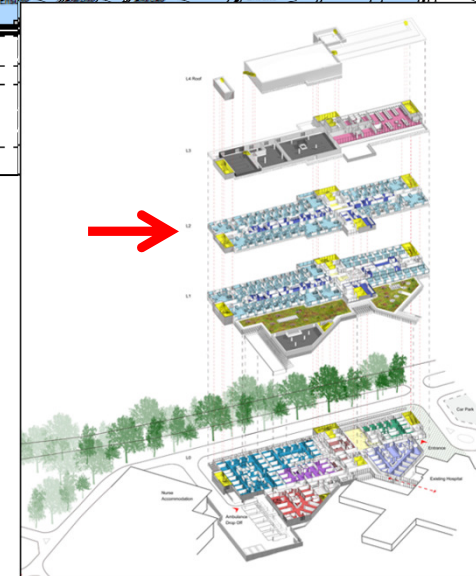 L4 Roof
L3
L2
L1
Car Park
L0
Entrance
Existing Hospital
Nurse
Accommodation
Ambulance
Drop Off